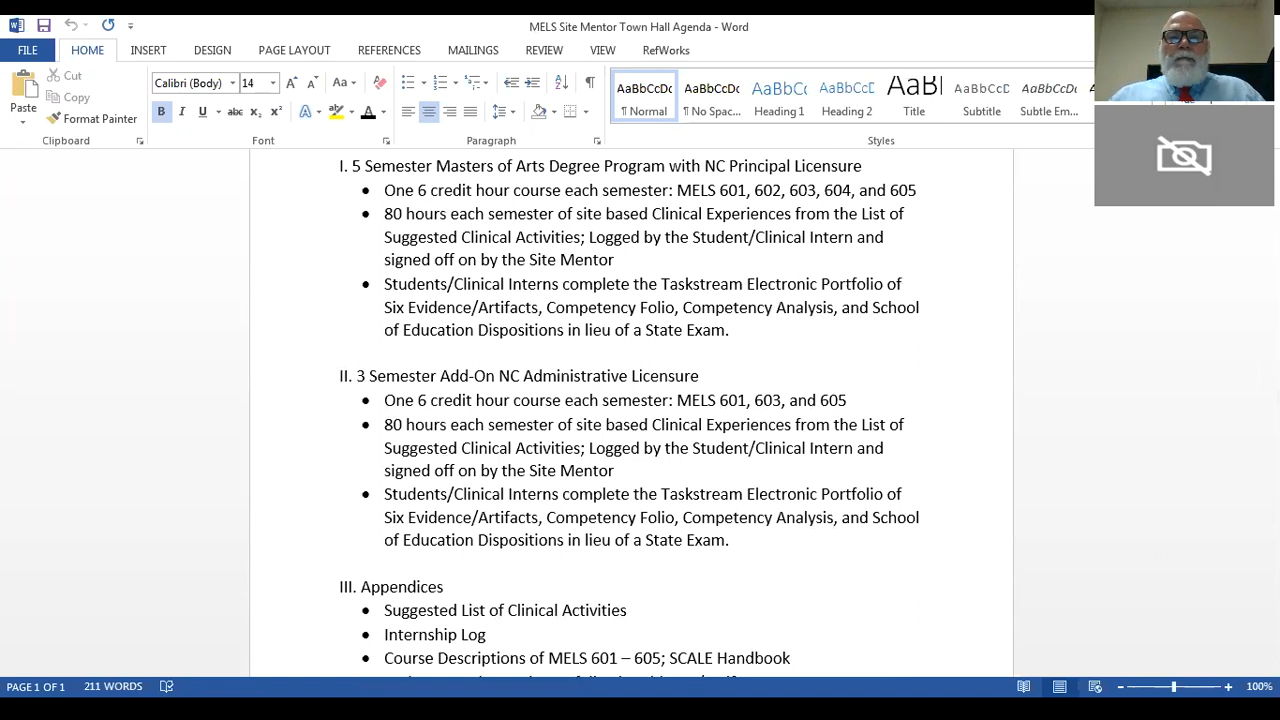 MELS Site Mentor Town Hall Agenda - Word
FILE HOME INSERT DESIGN PAGE LAYOUT REFERENCES MAILINGS REVIEW VIEW RefWorks
Paste
Cut
Copy
Format Painter
Clipboard
Calibri (Body) 14
Font
Paragraph
AaBbCcDc AaBbCcDc AaBbCc AaBbCcDc AaBl AaBbCcDc AaBbCcDc
¶ Normal ¶ No Spac... Heading 1 Heading 2 Title Subtitle Subtle Em...
Styles
I. 5 Semester Masters of Arts Degree Program with NC Principal Licensure
• One 6 credit hour course each semester: MELS 601, 602, 603, 604, and 605
• 80 hours each semester of site based Clinical Experiences from the List of
Suggested Clinical Activities; Logged by the Student/Clinical Intern and
signed off on by the Site Mentor
• Students/Clinical Interns complete the Taskstream Electronic Portfolio of
Six Evidence/Artifacts, Competency Folio, Competency Analysis, and School
of Education Dispositions in lieu of a State Exam.
II. 3 Semester Add-On NC Administrative Licensure
• One 6 credit hour course each semester: MELS 601, 603, and 605
• 80 hours each semester of site based Clinical Experiences from the List of
Suggested Clinical Activities; Logged by the Student/Clinical Intern and
signed off on by the Site Mentor
• Students/Clinical Interns complete the Taskstream Electronic Portfolio of
Six Evidence/Artifacts, Competency Folio, Competency Analysis, and School
of Education Dispositions in lieu of a State Exam.
III. Appendices
• Suggested List of Clinical Activities
• Internship Log
• Course Descriptions of MELS 601 – 605; SCALE Handbook
PAGE 1 OF 1 211 WORDS 100%